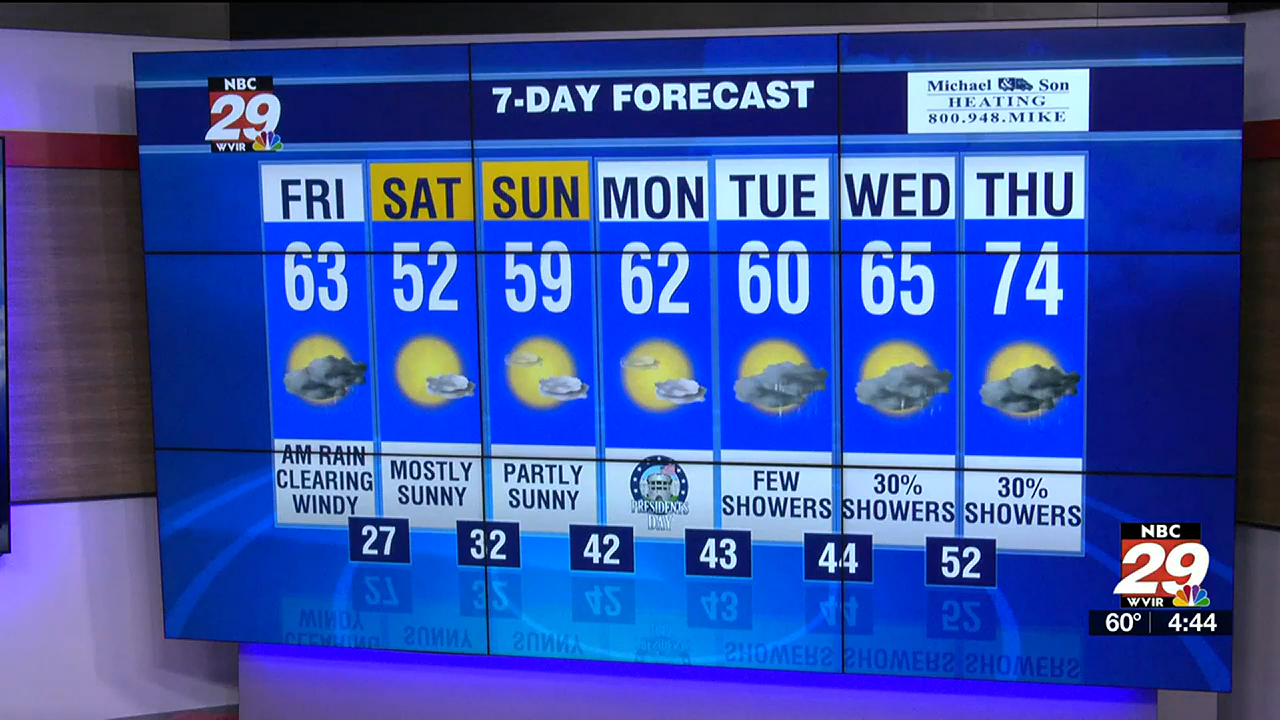 NBC
29
WVIR
7-DAY FORECAST
Michael Son
HEATING
800.948.MIKE
FRI SAT SUN MON TUE WED THU
63 52 59 62 60 65 74
AM RAIN
CLEARING
WINDY
MOSTLY
SUNNY
PARTLY
SUNNY
PRESIDENTS
DAY
FEW
SHOWERS
30%
SHOWERS
30%
SHOWERS
27 32 42 43 44 52
NBC
29
WVIR
60° 4:44